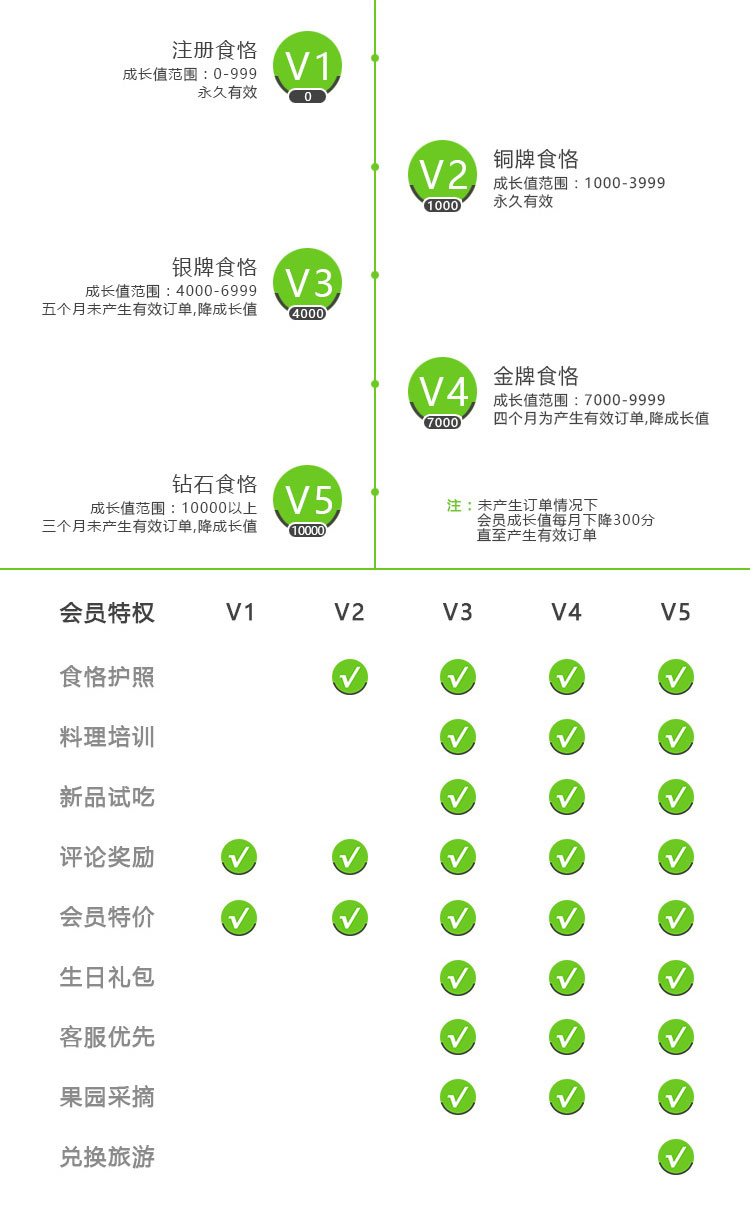 注册食恪
成长值范围：0-999
永久有效
V1
0
V2
1000
铜牌食恪
成长值范围：1000-3999
永久有效
银牌食恪
成长值范围：4000-6999
五个月未产生有效订单,降成长值
V3
4000
V4
7000
金牌食恪
成长值范围：7000-9999
四个月为产生有效订单,降成长值
钻石食恪
成长值范围：10000以上
三个月未产生有效订单,降成长值
V5
10000
注：未产生订单情况下
会员成长值每月下降300分
直至产生有效订单
会员特权 V1 V2 V3 V4 V5
食恪护照
料理培训
新品试吃
评论奖励
会员特价
生日礼包
客服优先
果园采摘
兑换旅游